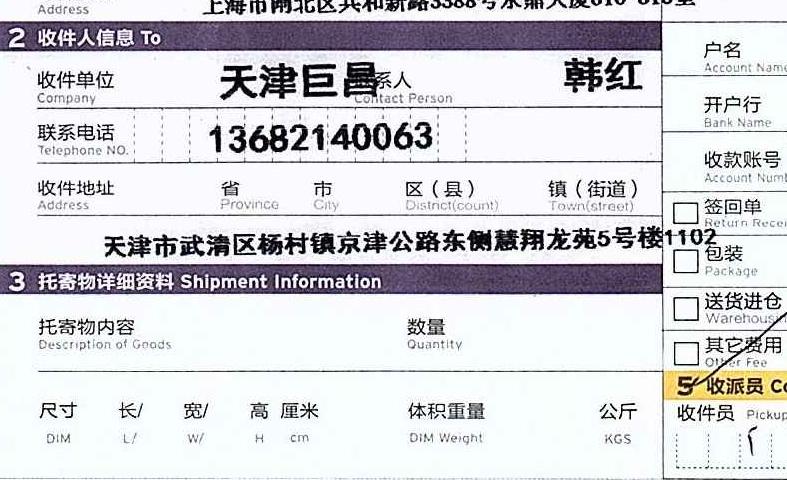 Address
上海市闸北区共和新路3388号永鼎大厦610-615室
2 收件人信息 To
收件单位 天津巨昌 联系人 韩红
Company Contact Person
联系电话 13682140063
Telephone NO.
收件地址 省 市 区（县） 镇（街道）
Address Province City District(count) Town(street)
天津市武清区杨村镇京津公路东侧慧翔龙苑5号楼1102
3 托寄物详细资料 Shipment Information
托寄物内容 数量
Description of Goods Quantity
尺寸 长/ 宽/ 高 厘米 体积重量 公斤
DIM L/ W/ H cm DIM Weight KGS
户名
Account Name
开户行
Bank Name
收款账号
Account Num
签回单
Return Recei
包装
Package
送货进仓
Warehousin
其它费用
Other Fee
5 收派员 Co
收件员 Pickup